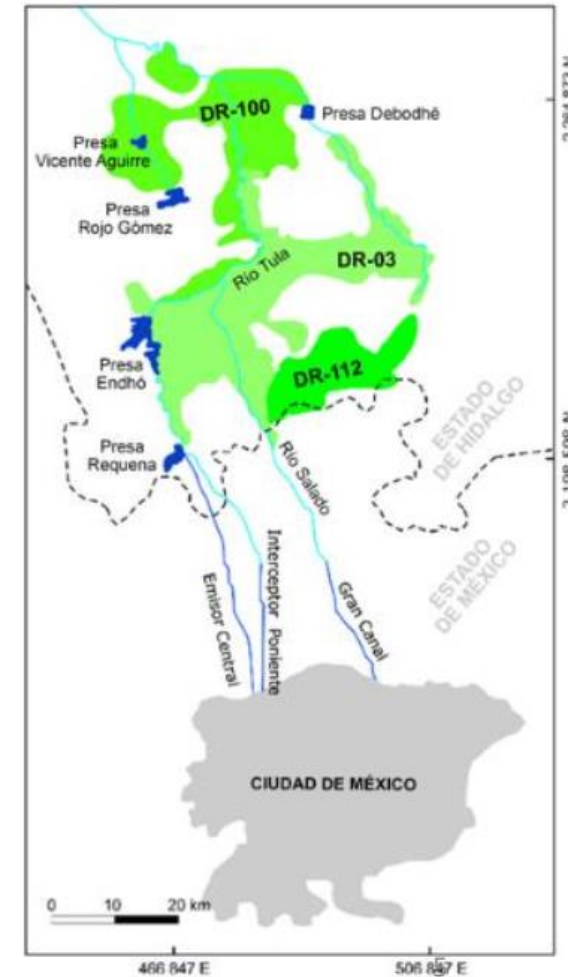 DR-100
Presa Debodhé
Presa
Vicente Aguirre
Presa
Rojo Gómez
Río Tula
DR-03
Presa
Endhó
DR-112
Presa
Requena
ESTADO
DE HIDALGO
Río Salado
ESTADO
DE MÉXICO
Interceptor Poniente
Emisor Central
Gran Canal
CIUDAD DE MÉXICO
0 10 20 km
466 847 E
506 847 E